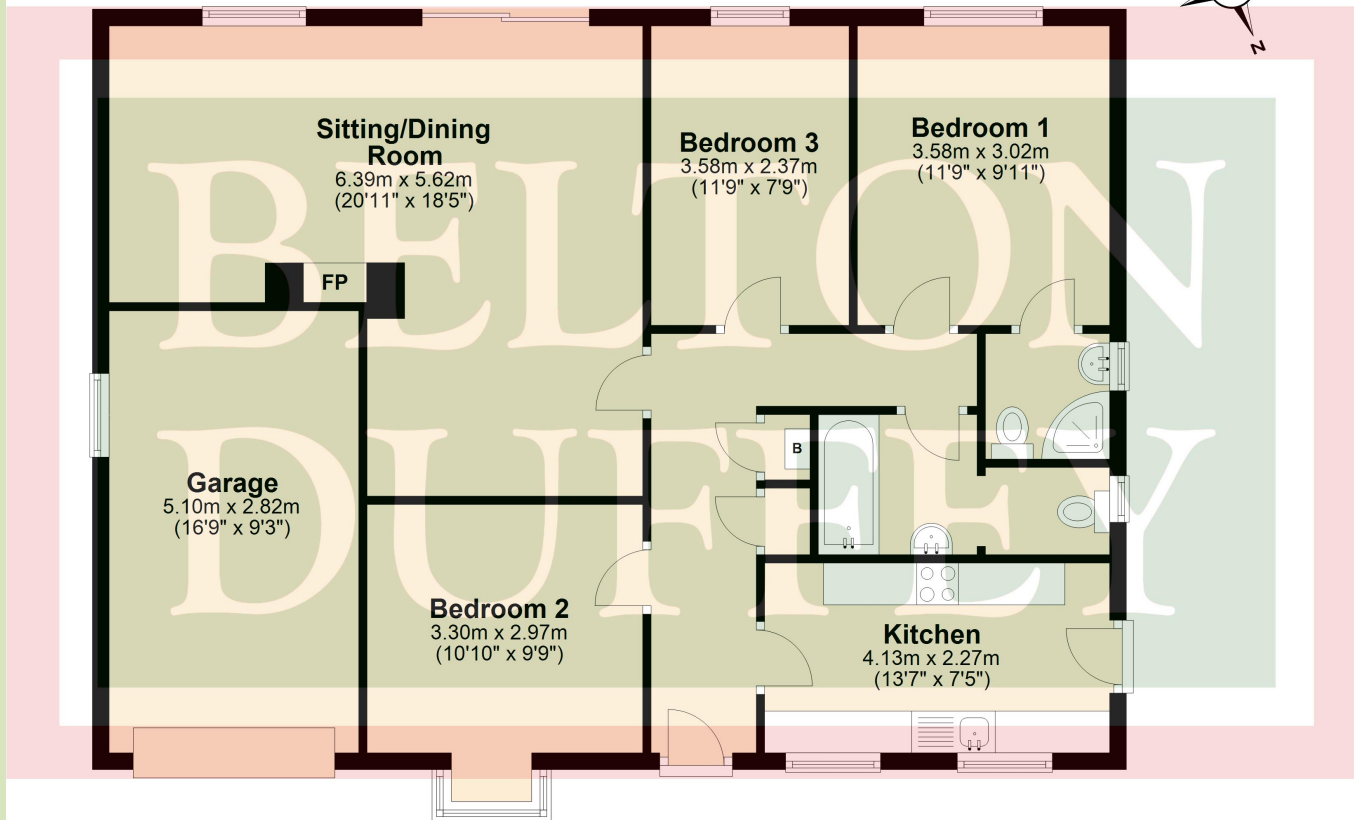 N
Sitting/Dining
Room
6.39m x 5.62m
(20'11" x 18'5")
Bedroom 3
3.58m x 2.37m
(11'9" x 7'9")
Bedroom 1
3.58m x 3.02m
(11'9" x 9'11")
BELTON
FP
B
Garage
5.10m x 2.82m
(16'9" x 9'3")
DUFFEY
Bedroom 2
3.30m x 2.97m
(10'10" x 9'9")
Kitchen
4.13m x 2.27m
(13'7" x 7'5")